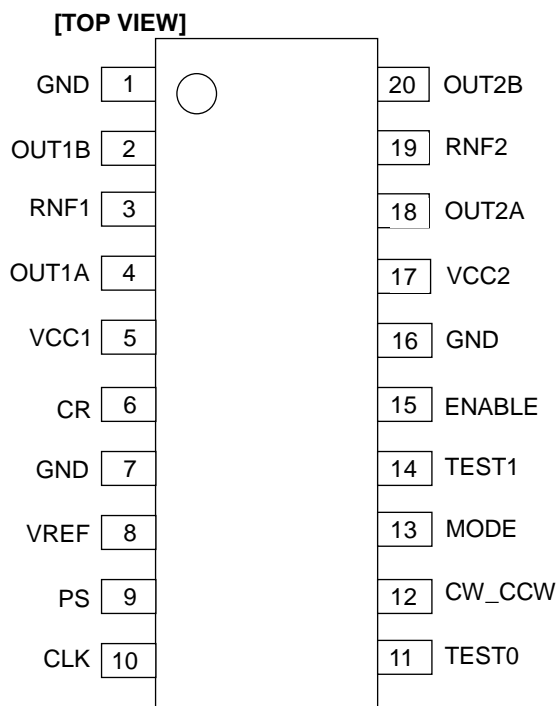 [TOP VIEW]
GND 1 20 OUT2B
OUT1B 2 19 RNF2
RNF1 3 18 OUT2A
OUT1A 4 17 VCC2
VCC1 5 16 GND
CR 6 15 ENABLE
GND 7 14 TEST1
VREF 8 13 MODE
PS 9 12 CW_CCW
CLK 10 11 TEST0